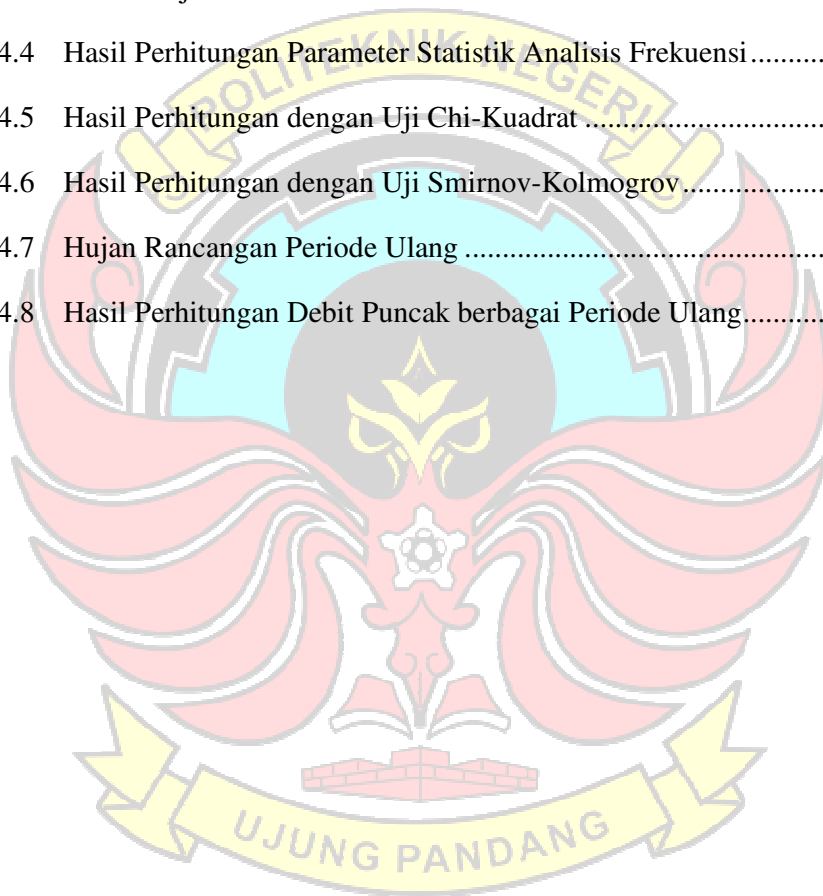 4.4 Hasil Perhitungan Parameter Statistik Analisis Frekuensi...........
4.5 Hasil Perhitungan dengan Uji Chi-Kuadrat ................................
4.6 Hasil Perhitungan dengan Uji Smirnov-Kolmogrov...................
4.7 Hujan Rancangan Periode Ulang ................................................
4.8 Hasil Perhitungan Debit Puncak berbagai Periode Ulang...........
POLITEKNIK NEGERI
UJUNG PANDANG